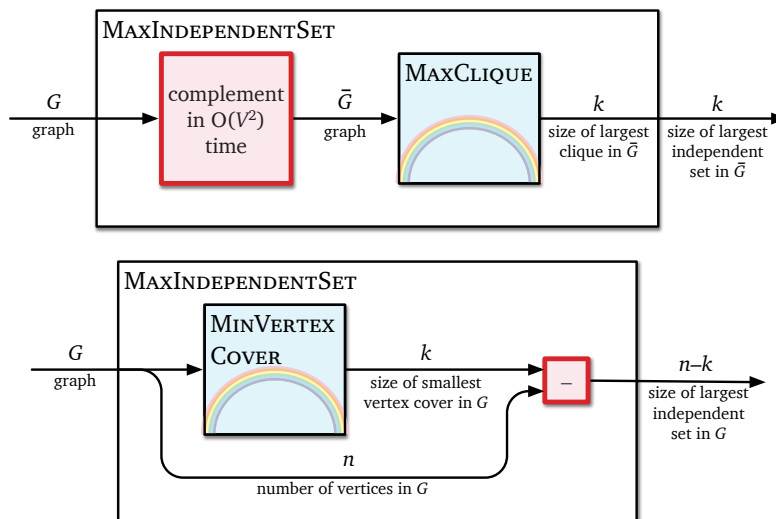 MAXINDEPENDENTSET
G
graph
complement
in O(V²)
time
Ḡ
graph
MAXCLIQUE
k
size of largest
clique in Ḡ
k
size of largest
independent
set in Ḡ
MAXINDEPENDENTSET
G
graph
MINVERTEX
COVER
k
size of smallest
vertex cover in G
n
number of vertices in G
–
n–k
size of largest
independent
set in G